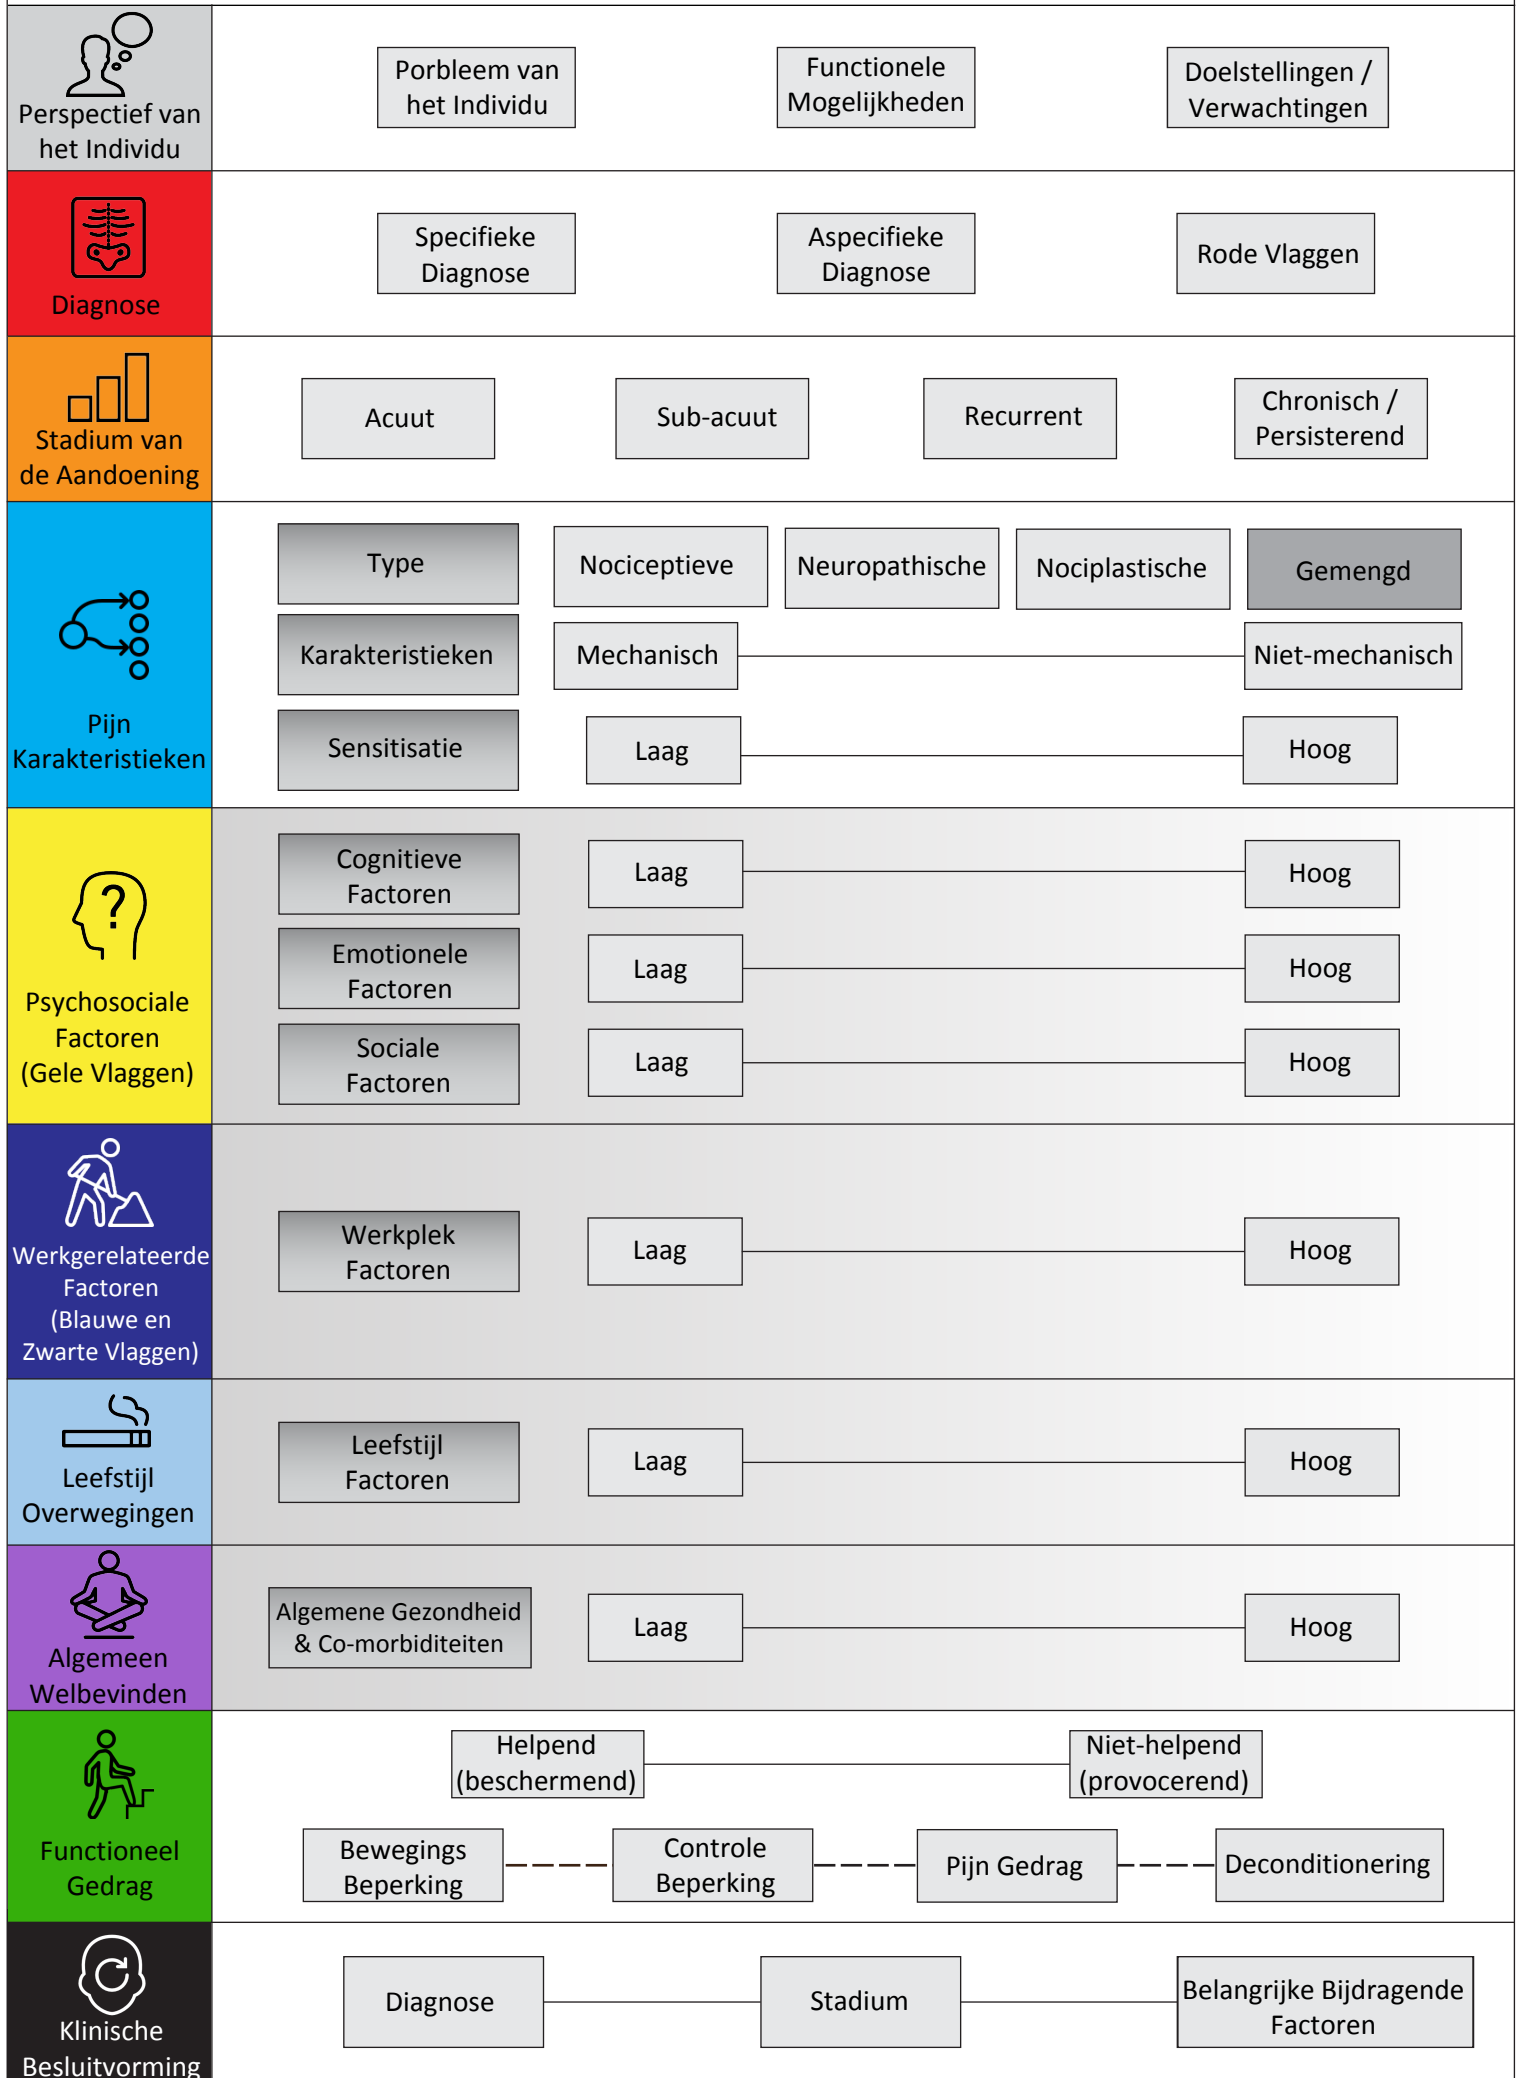 Perspectief van
het Individu
Porbleem van
het Individu
Functionele
Mogelijkheden
Doelstellingen /
Verwachtingen
Diagnose
Specifieke
Diagnose
Aspecifieke
Diagnose
Rode Vlaggen
Stadium van
de Aandoening
Acuut
Sub-acuut
Recurrent
Chronisch /
Persisterend
Pijn
Karakteristieken
Type
Nociceptieve
Neuropathische
Nociplastische
Gemengd
Karakteristieken
Mechanisch
Niet-mechanisch
Sensitisatie
Laag
Hoog
Psychosociale
Factoren
(Gele Vlaggen)
Cognitieve
Factoren
Laag
Hoog
Emotionele
Factoren
Laag
Hoog
Sociale
Factoren
Laag
Hoog
Werkgerelateerde
Factoren
(Blauwe en
Zwarte Vlaggen)
Werkplek
Factoren
Laag
Hoog
Leefstijl
Overwegingen
Leefstijl
Factoren
Laag
Hoog
Algemeen
Welbevinden
Algemene Gezondheid
& Co-morbiditeiten
Laag
Hoog
Functioneel
Gedrag
Helpend
(beschermend)
Niet-helpend
(provocerend)
Bewegings
Beperking
Controle
Beperking
Pijn Gedrag
Deconditionering
Klinische
Besluitvorming
Diagnose
Stadium
Belangrijke Bijdragende
Factoren